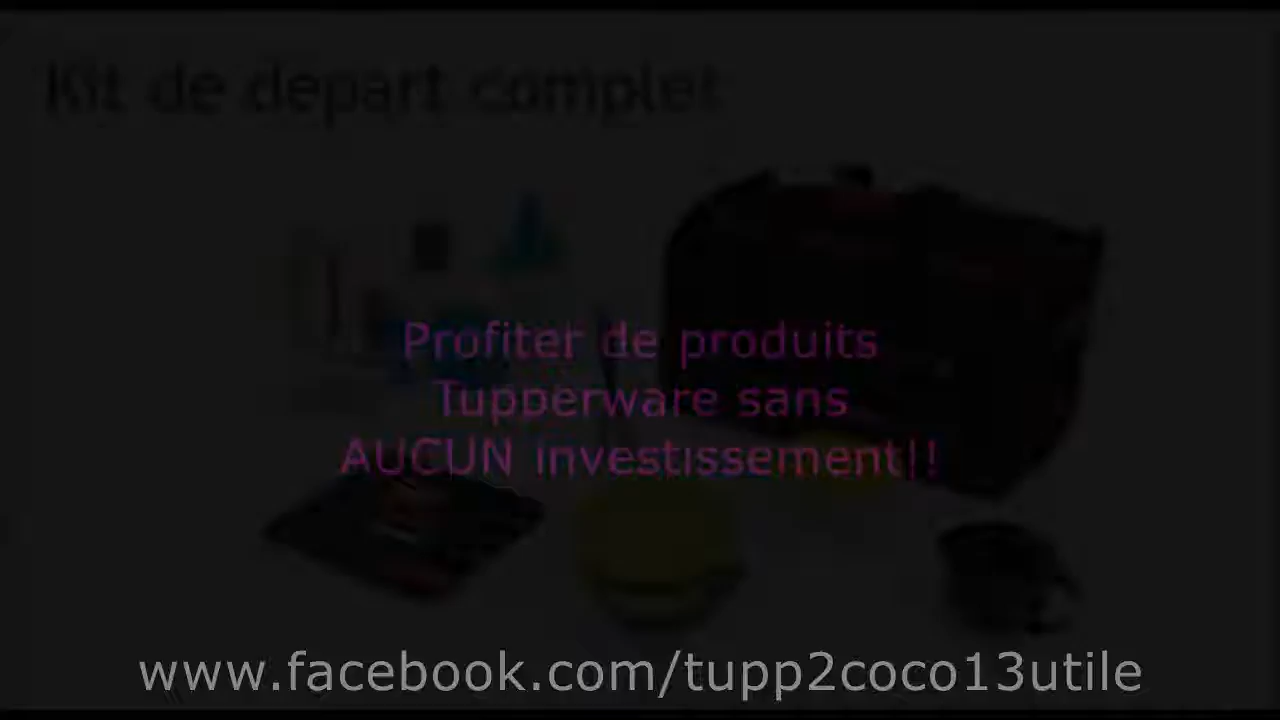 Kit de depart complet
Profiter de produits
Tupperware sans
AUCUN investissement!!
www.facebook.com/tupp2coco13utile